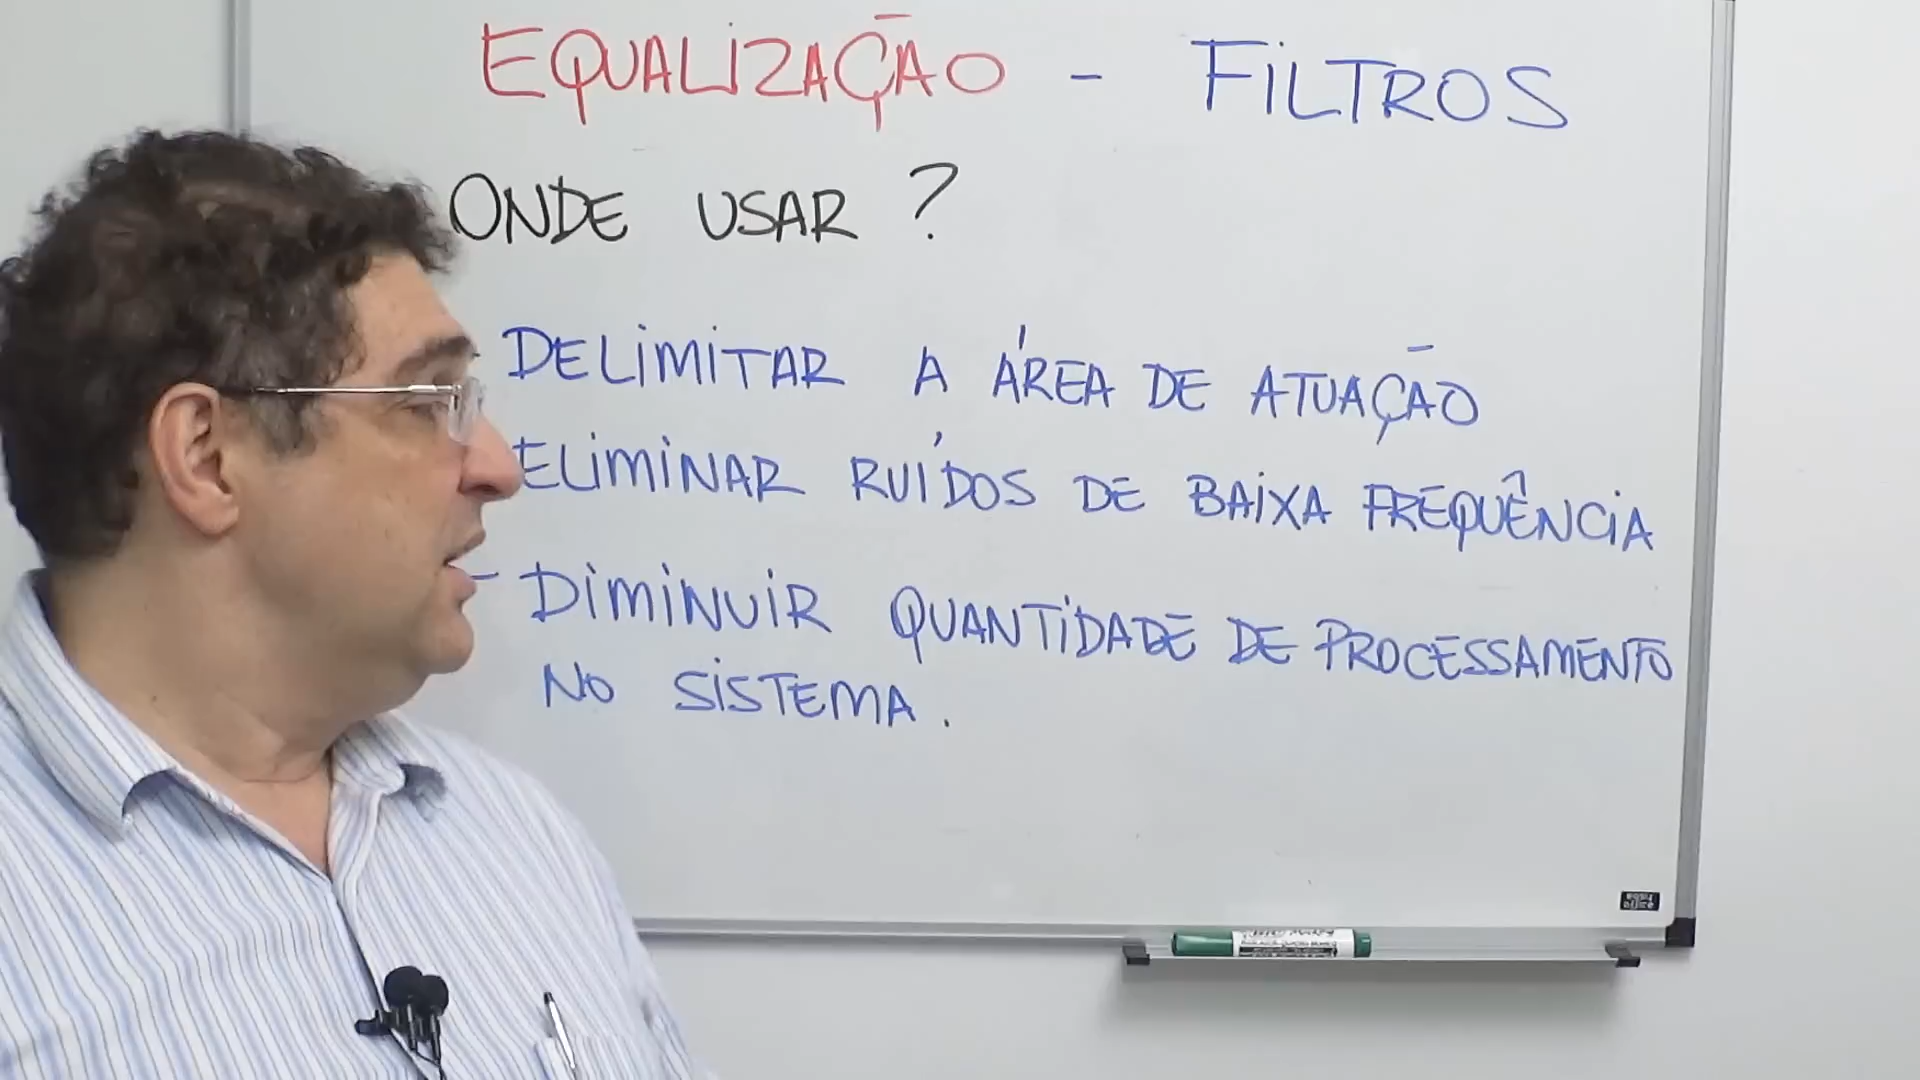 EQUALIZAÇÃO - FILTROS
ONDE USAR ?
DELIMITAR A ÁREA DE ATUAÇÃO
ELIMINAR RUÍDOS DE BAIXA FREQUÊNCIA
- DIMINUIR QUANTIDADE DE PROCESSAMENTO
NO SISTEMA.